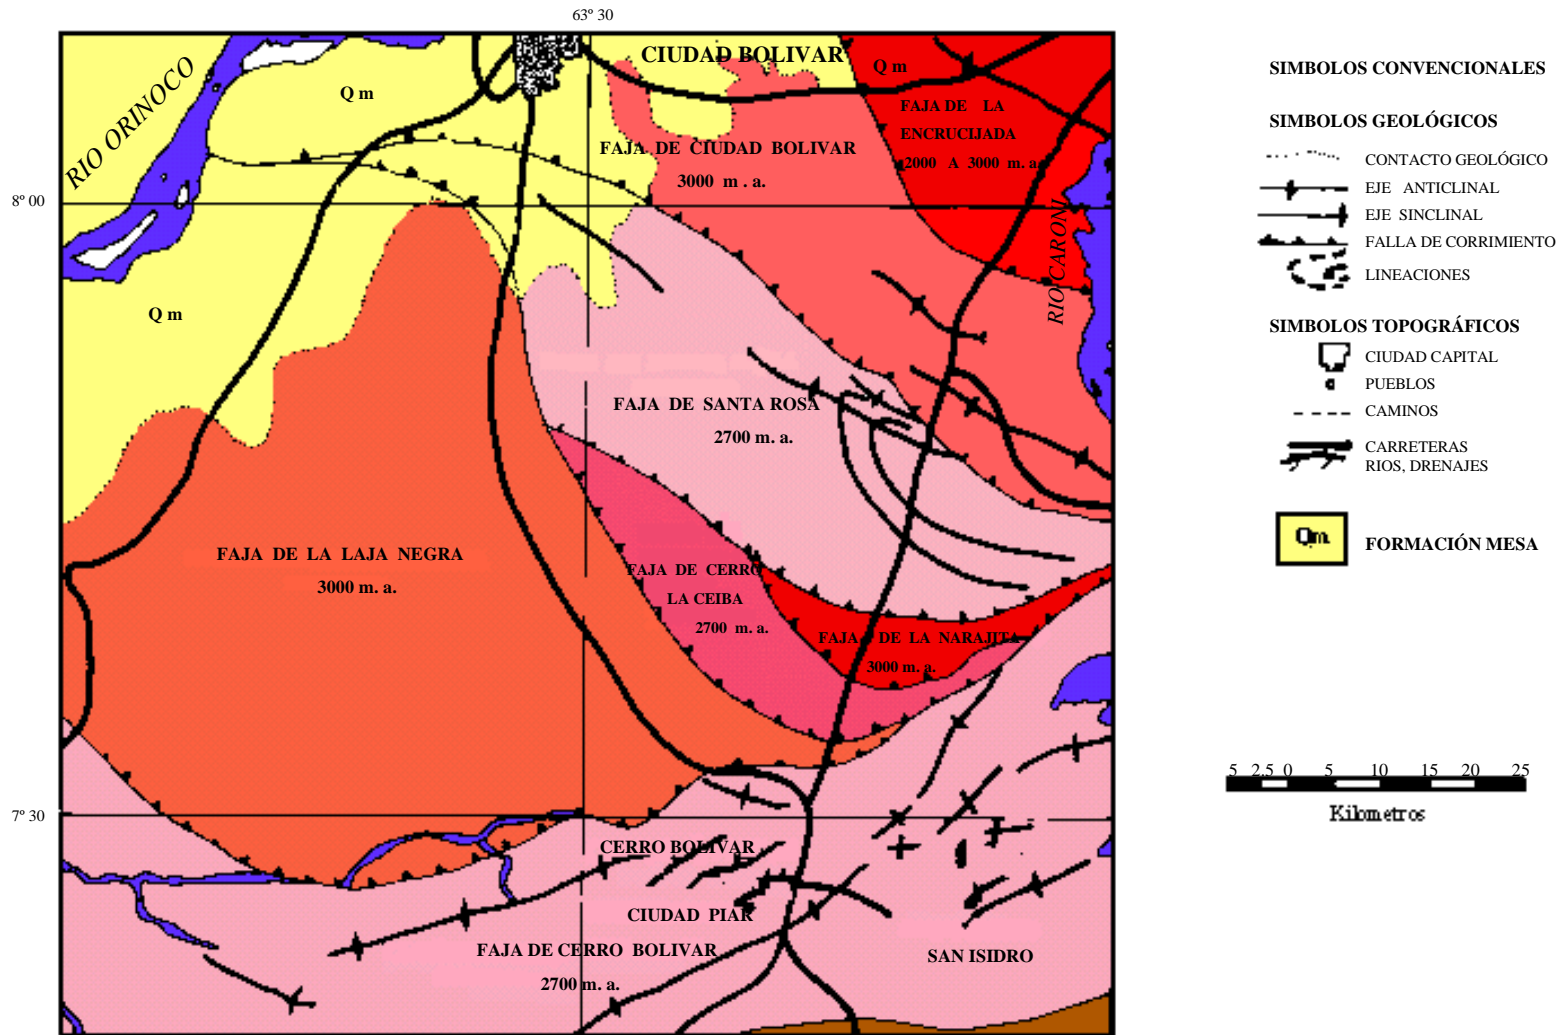 63º 30
CIUDAD BOLIVAR
RIO ORINOCO
Q m
Q m
FAJA DE LA
ENCRUCIJADA
2000 A 3000 m. a.
FAJA DE CIUDAD BOLIVAR
3000 m . a.
8º 00
RIO CARONI
Q m
FAJA DE SANTA ROSA
2700 m. a.
FAJA DE LA LAJA NEGRA
3000 m. a.
FAJA DE CERRO
LA CEIBA
2700 m. a.
FAJA DE LA NARAJITA
3000 m. a.
7º 30
CERRO BOLIVAR
CIUDAD PIAR
FAJA DE CERRO BOLIVAR
2700 m. a.
SAN ISIDRO
SIMBOLOS CONVENCIONALES
SIMBOLOS GEOLÓGICOS
CONTACTO GEOLÓGICO
EJE ANTICLINAL
EJE SINCLINAL
FALLA DE CORRIMIENTO
LINEACIONES
SIMBOLOS TOPOGRÁFICOS
CIUDAD CAPITAL
PUEBLOS
CAMINOS
CARRETERAS
RIOS, DRENAJES
Qm
FORMACIÓN MESA
5 2.5 0 5 10 15 20 25
Kilometros